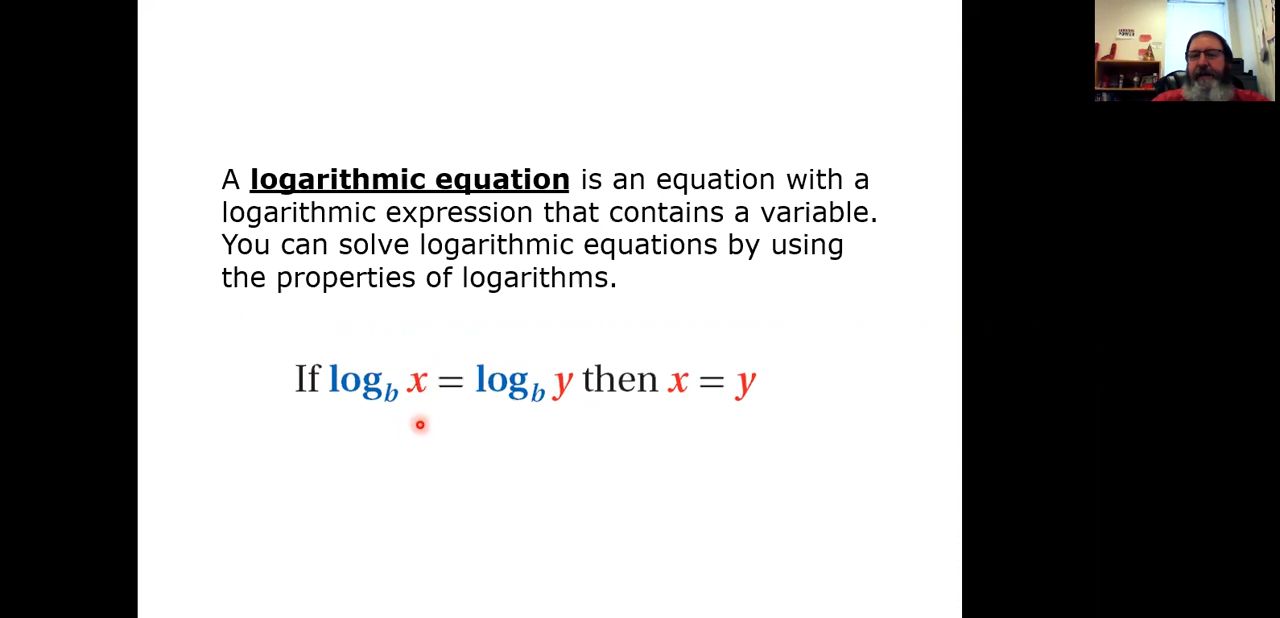 A logarithmic equation is an equation with a
logarithmic expression that contains a variable.
You can solve logarithmic equations by using
the properties of logarithms.
If log_b x = log_b y then x = y